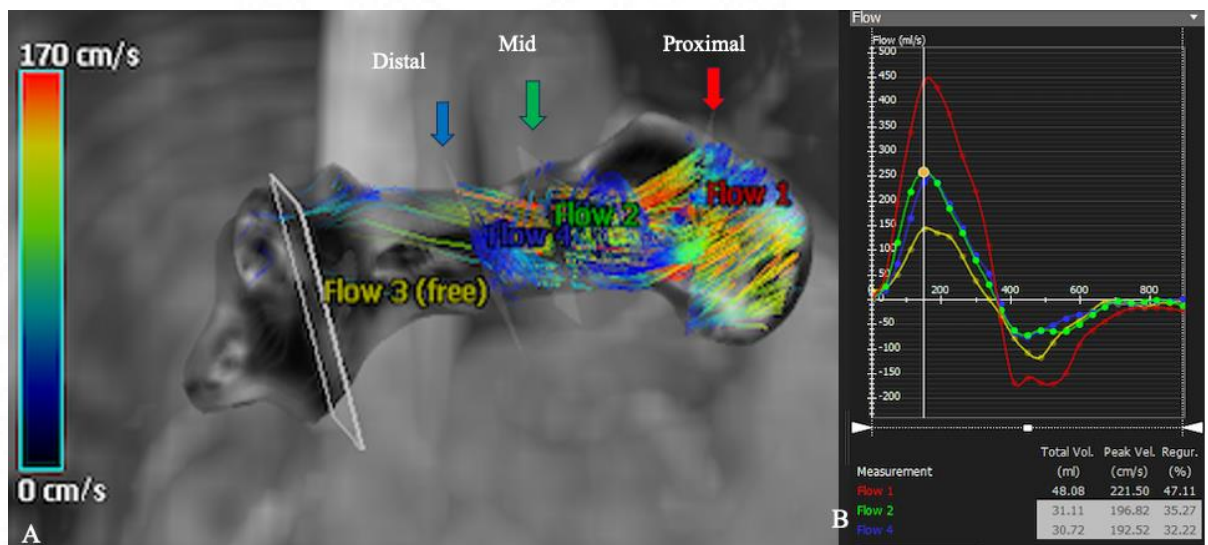 170 cm/s
Distal
Mid
Proximal
Flow 1
Flow 2
Flow 4
Flow 3 (free)
0 cm/s
A
Flow
Flow (ml/s)
500
450
400
350
300
250
200
150
100
50
0
200
400
600
800
-50
-100
-150
-200
Total Vol. Peak Vel. Regur.
Measurement (ml) (cm/s) (%)
Flow 1 48.08 221.50 47.11
Flow 2 31.11 196.82 35.27
Flow 4 30.72 192.52 32.22
B